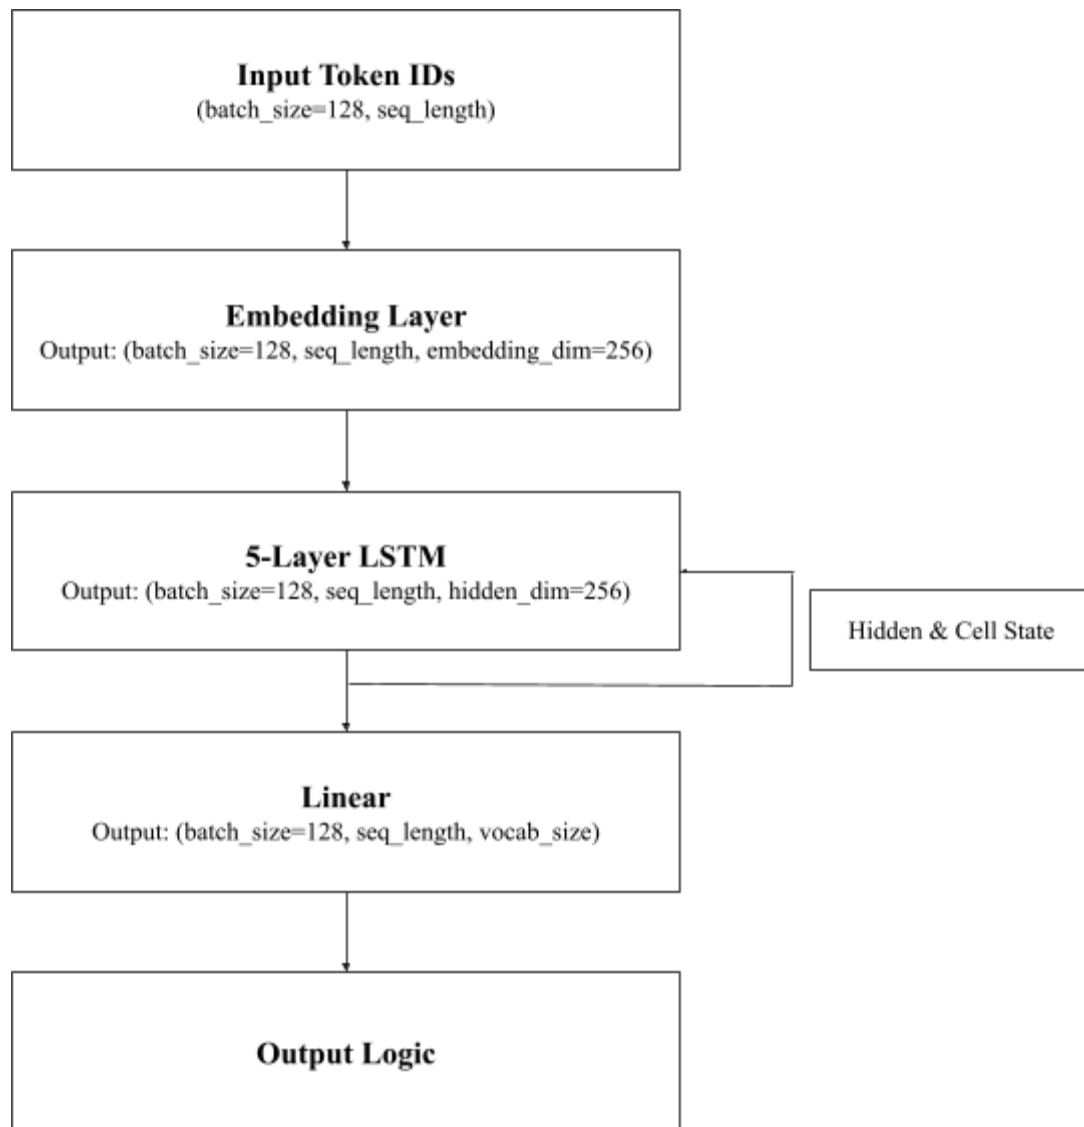 Input Token IDs
(batch_size=128, seq_length)
Embedding Layer
Output: (batch_size=128, seq_length, embedding_dim=256)
5-Layer LSTM
Output: (batch_size=128, seq_length, hidden_dim=256)
Hidden & Cell State
Linear
Output: (batch_size=128, seq_length, vocab_size)
Output Logic